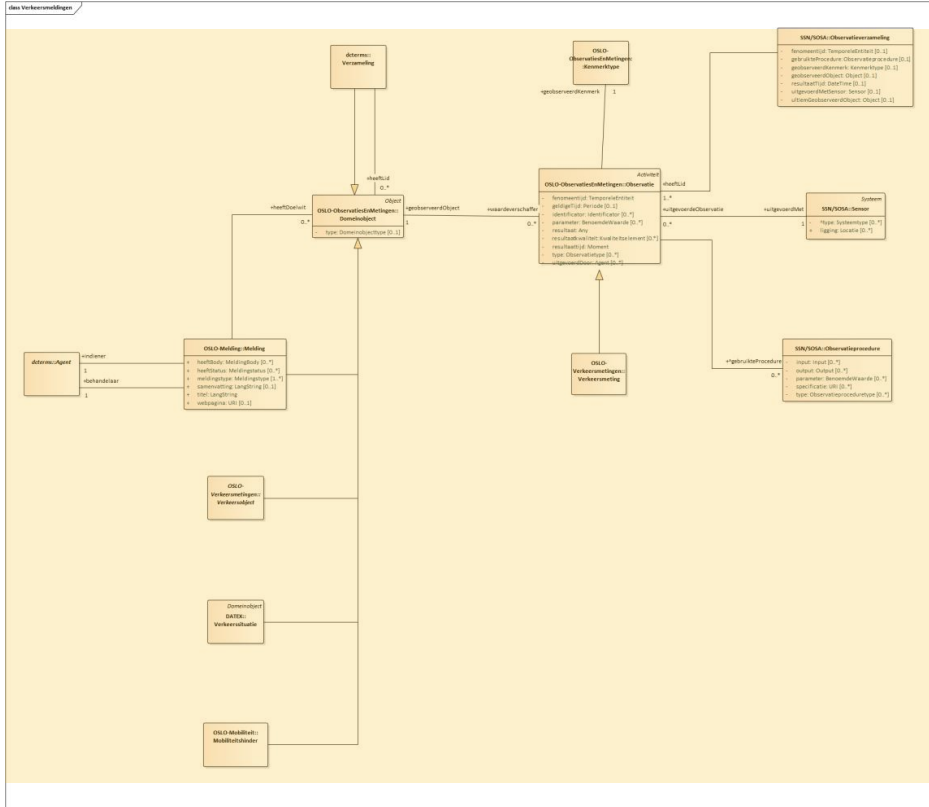 class Verkeersmeldingen
dcterms::
Versameling
OSLO-
ObservatiesEnMetingen:
:Kenmerktype
+geobserveerdKenmerk 1
SSN/SOSA::Observatieversameling
- fenomeentijd: TemporeleEntiteit [0..1]
- gebruikteProcedure: Observatieprocedure [0..1]
- geobserveerdKenmerk: Kenmerktype [0..1]
- geobserveerdObject: Object [0..1]
- resultaatTijd: DateTime [0..1]
- uitgevoerdMetSensor: Sensor [0..1]
- ultiemGeobserveerdObject: Object [0..1]
+heeftLid
0..*
Object
OSLO-ObservatiesEnMetingen::
Domeinobject
- type: Domeinobjecttype [0..1]
+heeftDoelwit
0..*
+geobserveerdObject
1
+waardeverschaffer
0..*
Activiteit
OSLO-ObservatiesEnMetingen::Observatie
- fenomeentijd: TemporeleEntiteit
- geldigeTijd: Periode [0..1]
- identificator: Identificator [0..*]
- parameter: BenoemdeWaarde [0..*]
- resultaat: Any
- resultaatkwaliteit: Kwaliteitselement [0..*]
- resultaattijd: Moment
- type: Observatietype [0..*]
- uitgevoerdDoor: Agent [0..*]
+heeftLid
1..*
+uitgevoerdeObservatie
0..*
+uitgevoerdMet
1
Systeem
SSN/SOSA::Sensor
- *type: Systeemtype [0..*]
+ ligging: Locatie [0..*]
dcterms::Agent
+indiener
1
+behandelaar
1
OSLO-Melding::Melding
+ heeftBody: MeldingBody [0..*]
+ heeftStatus: Meldingstatus [0..*]
+ meldingstype: Meldingstype [1..*]
+ samenvatting: LangString [0..1]
+ titel: LangString
+ webpagina: URI [0..1]
OSLO-
Verkeersmetingen::
Verkeersmeting
+*gebruikteProcedure
0..*
SSN/SOSA::Observatieprocedure
- input: Input [0..*]
- output: Output [0..*]
- parameter: BenoemdeWaarde [0..*]
- specificatie: URI [0..*]
- type: Observatieproceduretype [0..*]
OSLO-
Verkeersmetingen::
Verkeersobject
Domeinobject
DATEX::
Verkeerssituatie
OSLO-Mobiliteit::
Mobiliteitshinder